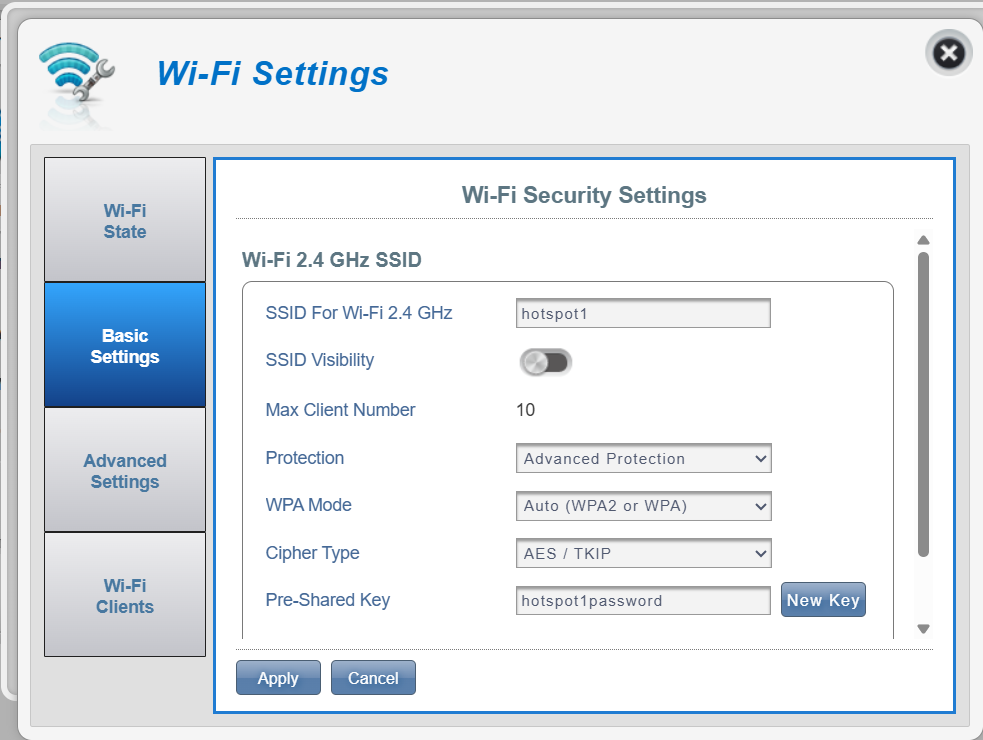 Wi-Fi Settings
Wi-Fi
State
Basic
Settings
Advanced
Settings
Wi-Fi
Clients
Wi-Fi Security Settings
Wi-Fi 2.4 GHz SSID
SSID For Wi-Fi 2.4 GHz hotspot1
SSID Visibility
Max Client Number 10
Protection Advanced Protection
WPA Mode Auto (WPA2 or WPA)
Cipher Type AES / TKIP
Pre-Shared Key hotspot1password New Key
Apply Cancel